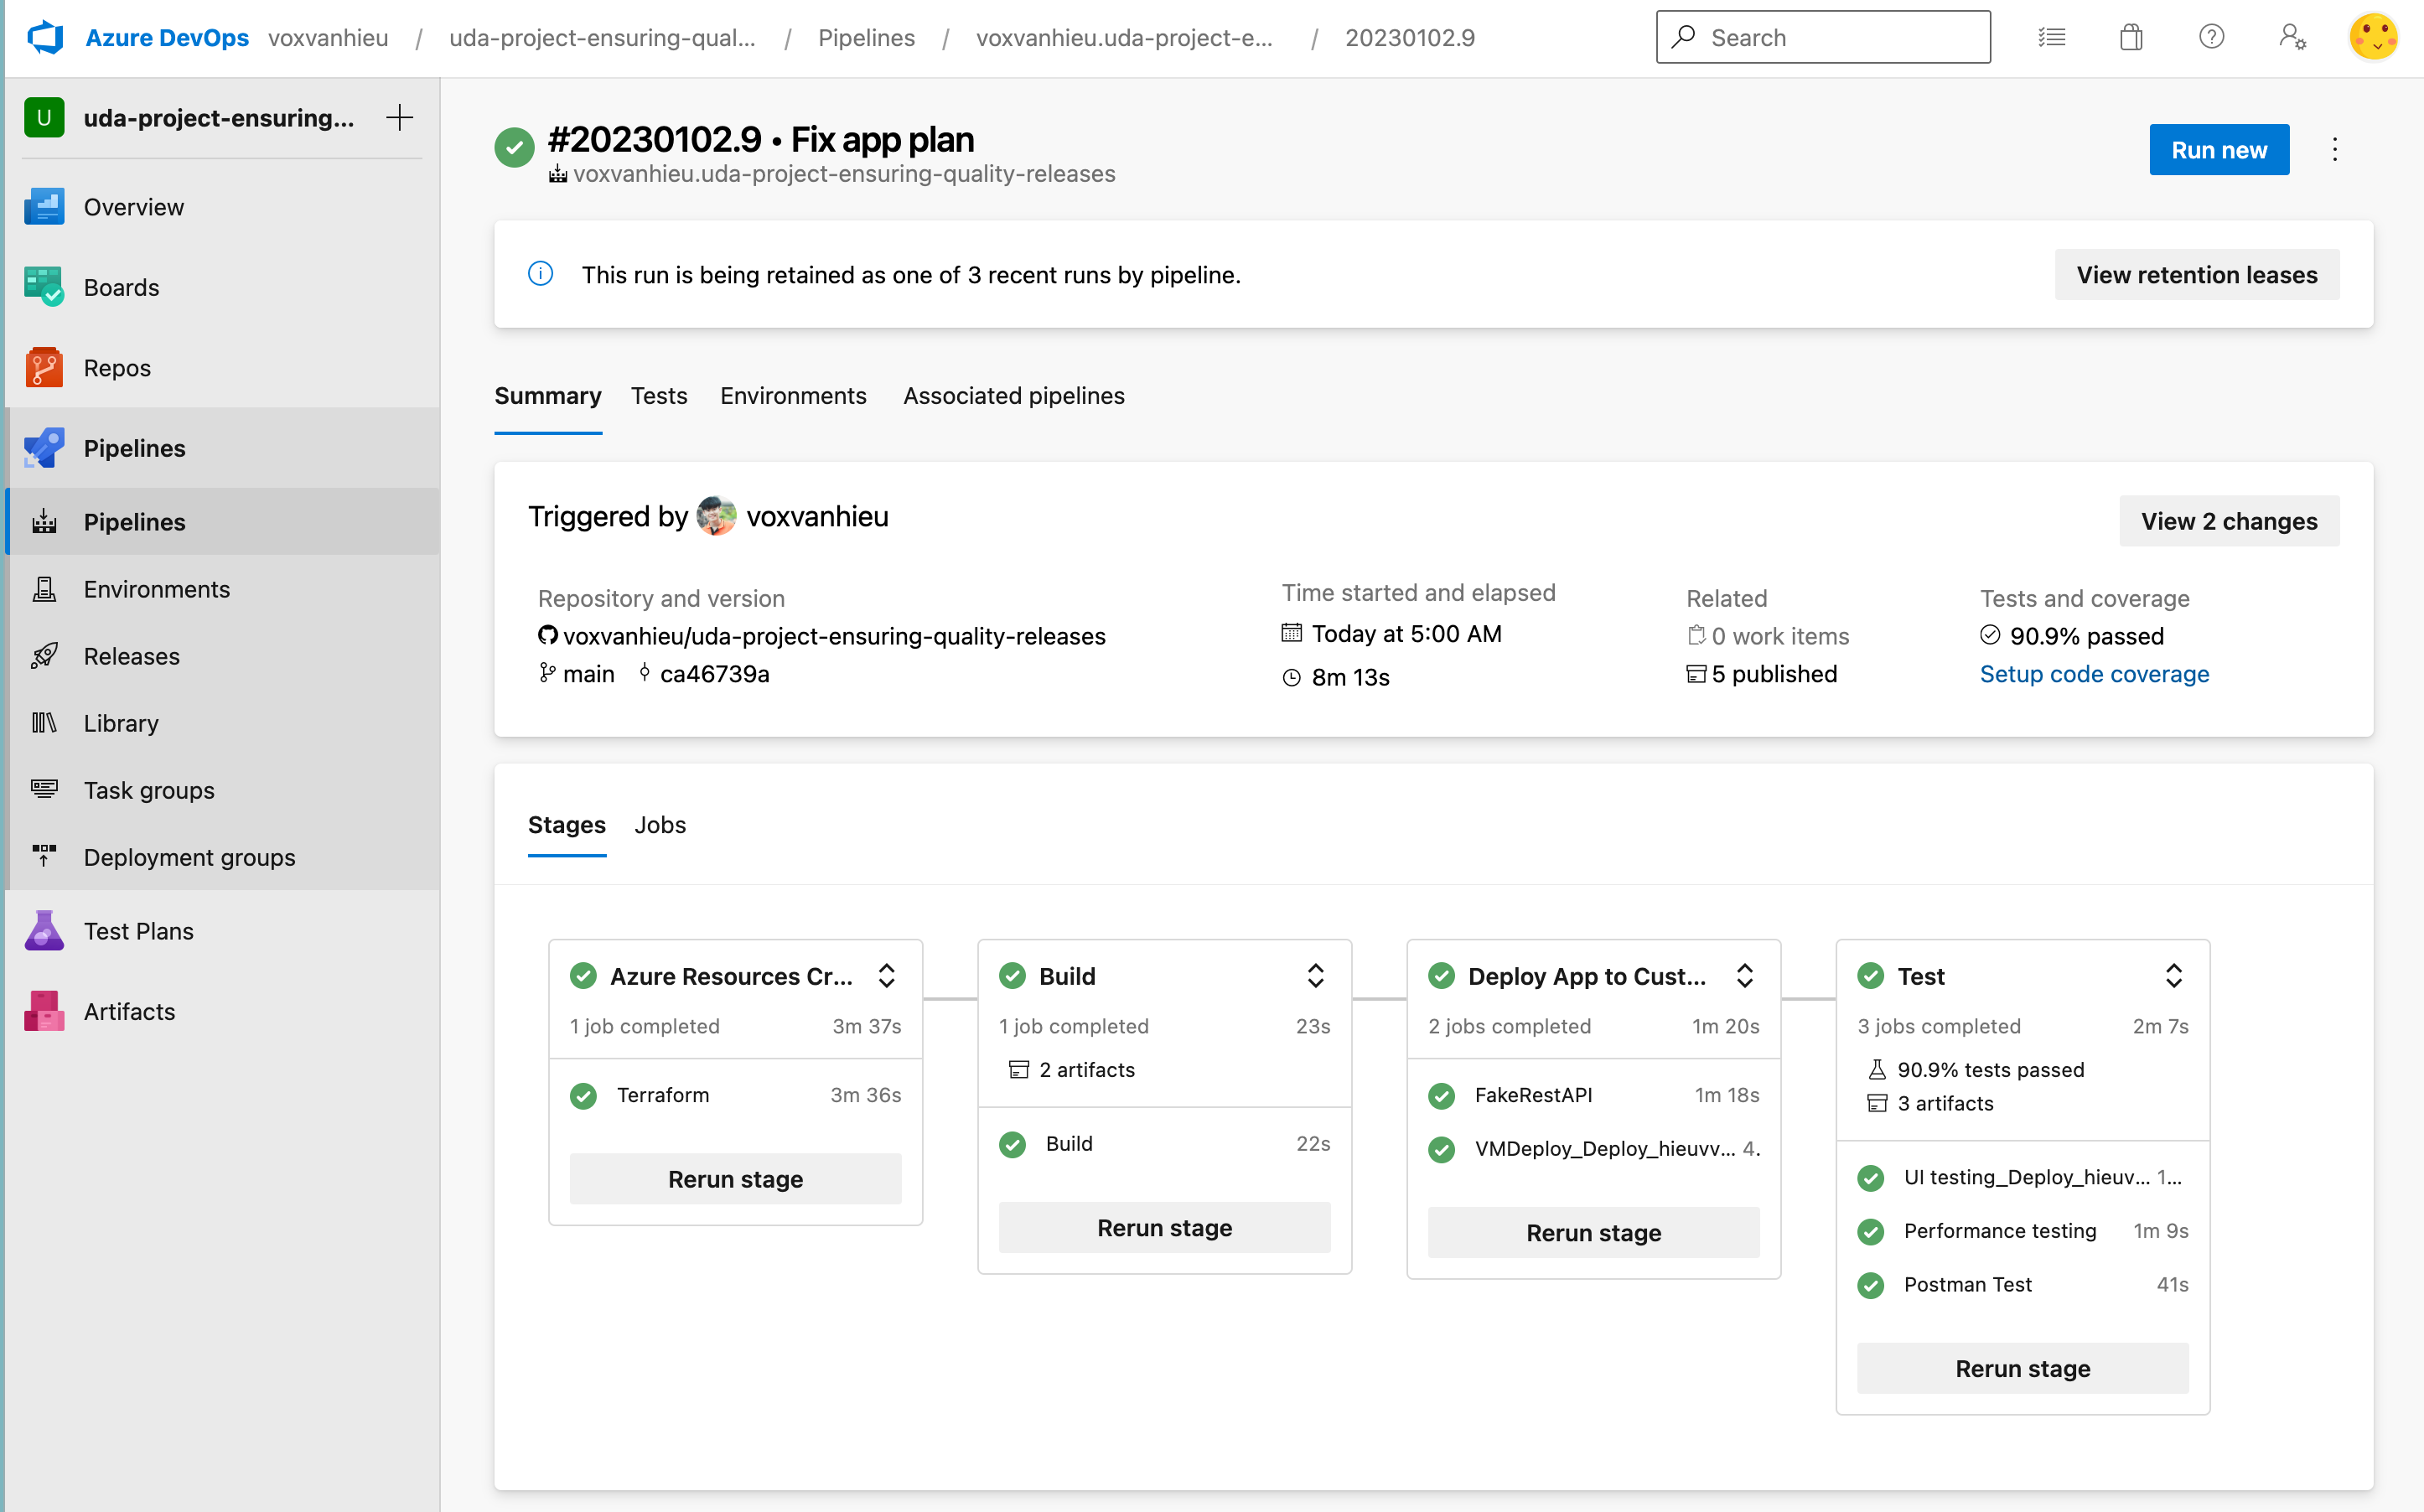 Azure DevOps voxvanhieu / uda-project-ensuring-qual... / Pipelines / voxvanhieu.uda-project-e... / 20230102.9
Search
U uda-project-ensuring...
Overview
Boards
Repos
Pipelines
Pipelines
Environments
Releases
Library
Task groups
Deployment groups
Test Plans
Artifacts
#20230102.9 • Fix app plan
voxvanhieu.uda-project-ensuring-quality-releases
Run new
This run is being retained as one of 3 recent runs by pipeline.
View retention leases
Summary Tests Environments Associated pipelines
Triggered by voxvanhieu
View 2 changes
Repository and version
voxvanhieu/uda-project-ensuring-quality-releases
main ca46739a
Time started and elapsed
Today at 5:00 AM
8m 13s
Related
0 work items
5 published
Tests and coverage
90.9% passed
Setup code coverage
Stages Jobs
Azure Resources Cr...
1 job completed 3m 37s
Terraform 3m 36s
Rerun stage
Build
1 job completed 23s
2 artifacts
Build 22s
Rerun stage
Deploy App to Cust...
2 jobs completed 1m 20s
FakeRestAPI 1m 18s
VMDeploy_Deploy_hieuvv... 4.
Rerun stage
Test
3 jobs completed 2m 7s
90.9% tests passed
3 artifacts
UI testing_Deploy_hieuv... 1...
Performance testing 1m 9s
Postman Test 41s
Rerun stage